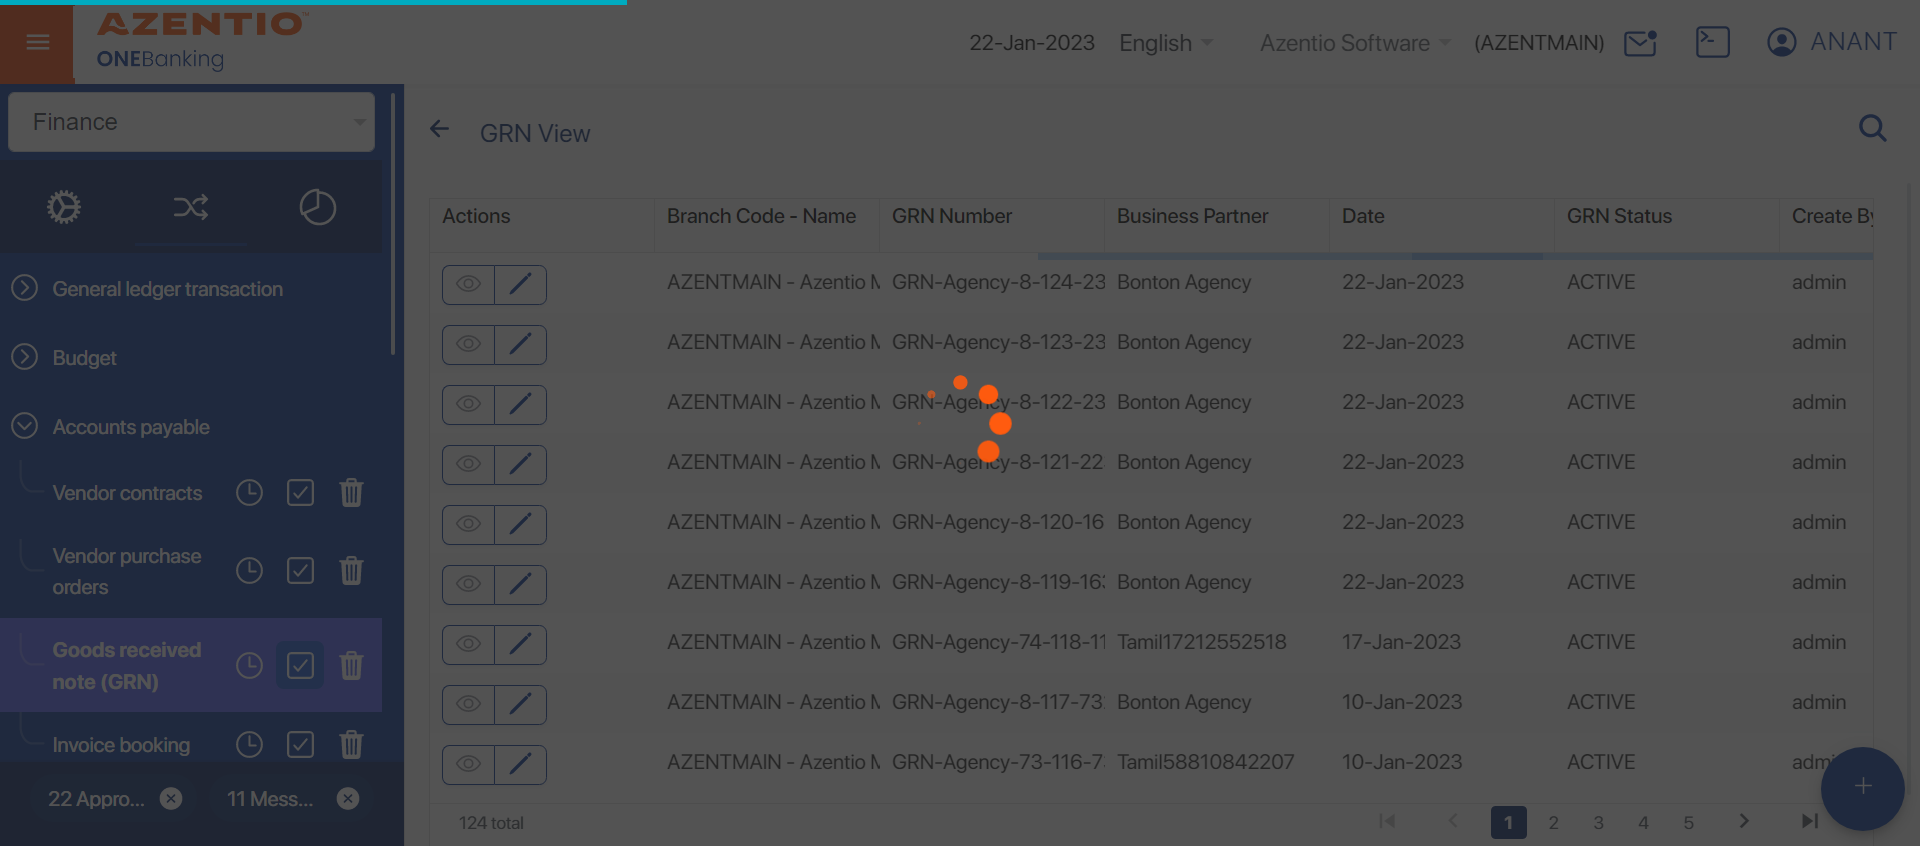 AZENTIO™
ONEBanking
22-Jan-2023 English Azentio Software (AZENTMAIN) ANANT
Finance
General ledger transaction
Budget
Accounts payable
Vendor contracts
Vendor purchase
orders
Goods received
note (GRN)
Invoice booking
22 Appro...
11 Mess...
GRN View
Actions Branch Code - Name GRN Number Business Partner Date GRN Status Create By
AZENTMAIN - Azentio M GRN-Agency-8-124-23 Bonton Agency 22-Jan-2023 ACTIVE admin
AZENTMAIN - Azentio M GRN-Agency-8-123-23 Bonton Agency 22-Jan-2023 ACTIVE admin
AZENTMAIN - Azentio M GRN-Agency-8-122-23 Bonton Agency 22-Jan-2023 ACTIVE admin
AZENTMAIN - Azentio M GRN-Agency-8-121-22 Bonton Agency 22-Jan-2023 ACTIVE admin
AZENTMAIN - Azentio M GRN-Agency-8-120-16 Bonton Agency 22-Jan-2023 ACTIVE admin
AZENTMAIN - Azentio M GRN-Agency-8-119-16 Bonton Agency 22-Jan-2023 ACTIVE admin
AZENTMAIN - Azentio M GRN-Agency-74-118-11 Tamil17212552518 17-Jan-2023 ACTIVE admin
AZENTMAIN - Azentio M GRN-Agency-8-117-73 Bonton Agency 10-Jan-2023 ACTIVE admin
AZENTMAIN - Azentio M GRN-Agency-73-116-7 Tamil58810842207 10-Jan-2023 ACTIVE adm
124 total
1 2 3 4 5